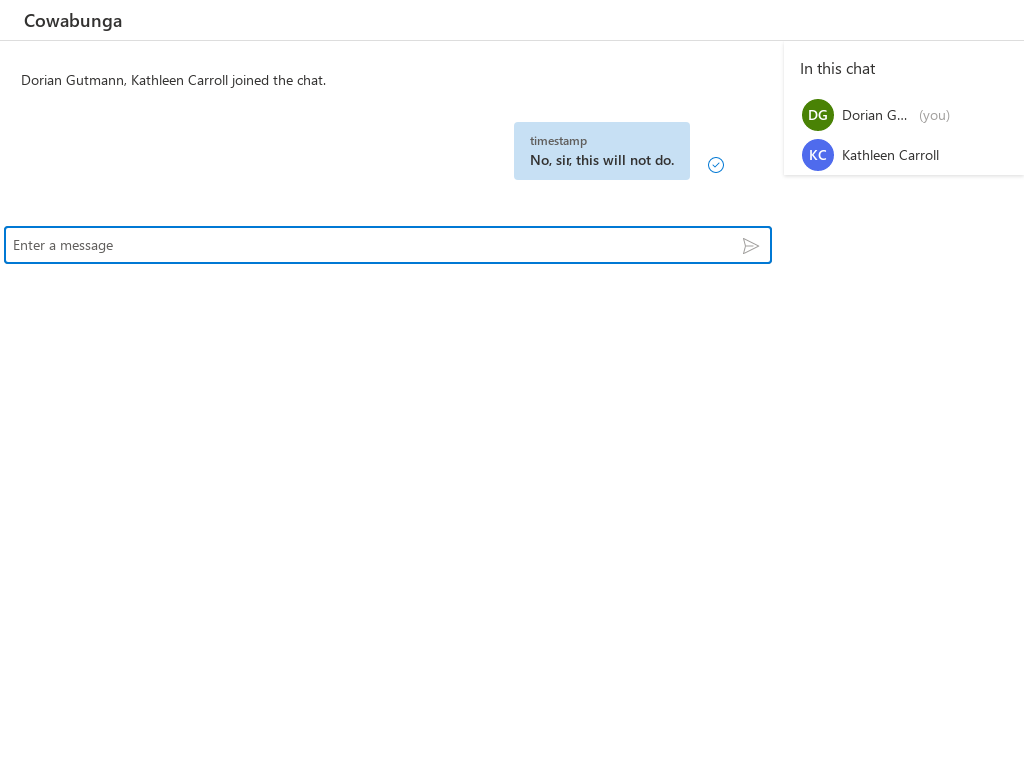 Cowabunga
Dorian Gutmann, Kathleen Carroll joined the chat.
timestamp
No, sir, this will not do.
Enter a message
In this chat
DG Dorian G... (you)
KC Kathleen Carroll